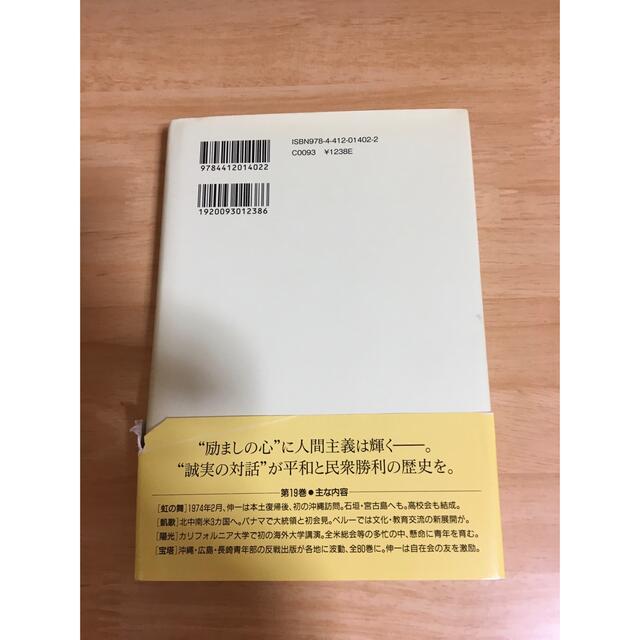 ISBN978-4-412-01402-2
C0093 ¥1238E
9784412014022
1920093012386
“励ましの心”に人間主義は輝く――。
“誠実の対話”が平和と民衆勝利の歴史を。
第19巻●主な内容
[虹の舞] 1974年2月、伸一は本土復帰後、初の沖縄訪問。石垣・宮古島へも。高校会も結成。
[凱歌] 北中南米3カ国へ。パナマで大統領と初会見。ペルーでは文化・教育交流の新展開が。
[陽光] カリフォルニア大学で初の海外大学講演。全米総会等の多忙の中、懸命に青年を育む。
[宝塔] 沖縄・広島・長崎青年部の反戦出版が各地に波動、全80巻に。伸一は自在会の友を激励。